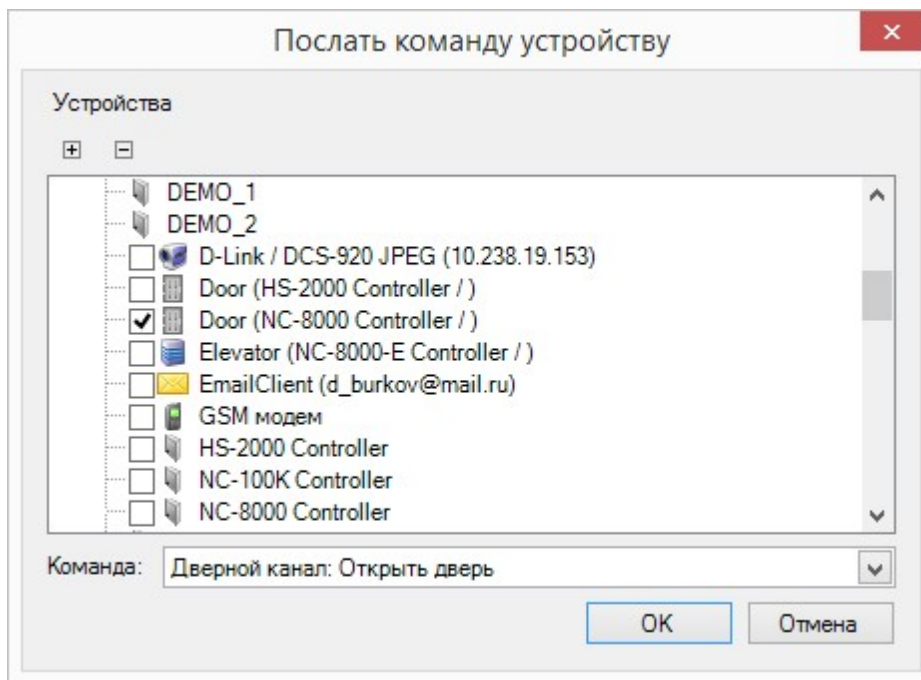 Послать команду устройству
Устройства
DEMO_1
DEMO_2
D-Link / DCS-920 JPEG (10.238.19.153)
Door (HS-2000 Controller / )
Door (NC-8000 Controller / )
Elevator (NC-8000-E Controller / )
EmailClient (d_burkov@mail.ru)
GSM модем
HS-2000 Controller
NC-100K Controller
NC-8000 Controller
Команда: Дверной канал: Открыть дверь
OK Отмена